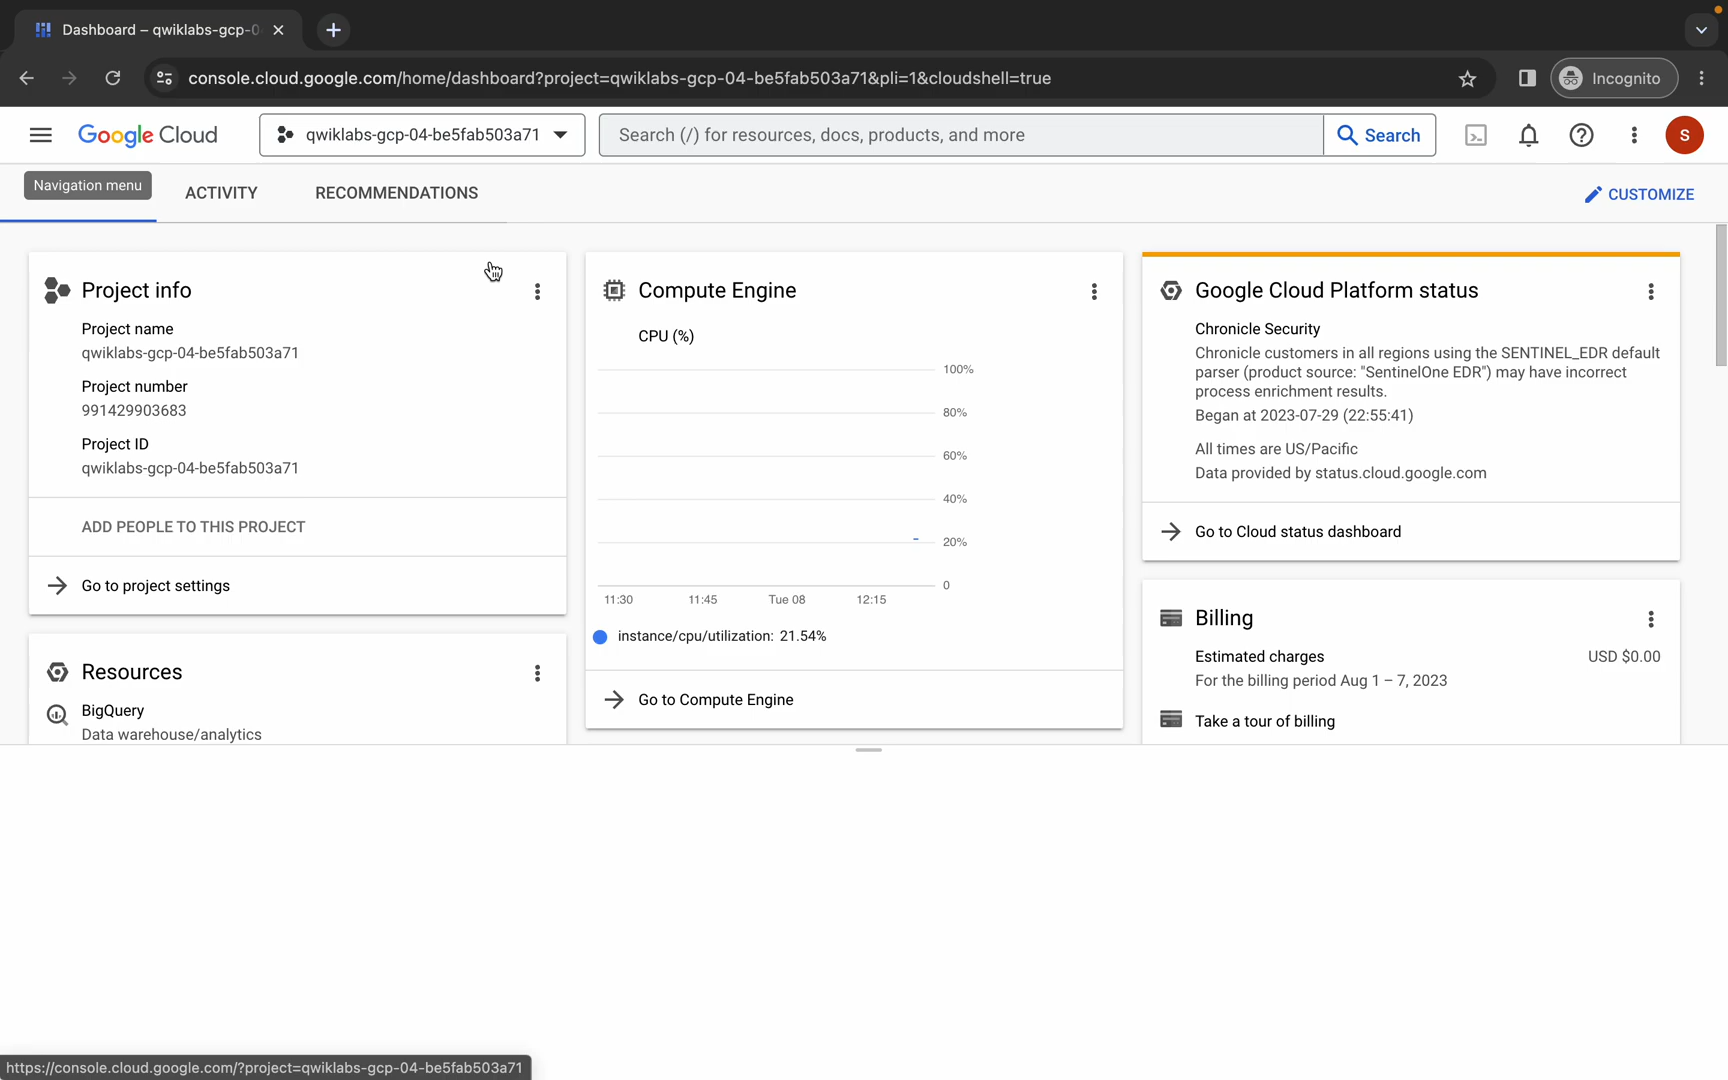 Dashboard – qwiklabs-gcp-0
console.cloud.google.com/home/dashboard?project=qwiklabs-gcp-04-be5fab503a71&pli=1&cloudshell=true
Incognito
Google Cloud
qwiklabs-gcp-04-be5fab503a71
Search (/) for resources, docs, products, and more
Search
S
Navigation menu
ACTIVITY
RECOMMENDATIONS
CUSTOMIZE
Project info
Project name
qwiklabs-gcp-04-be5fab503a71
Project number
991429903683
Project ID
qwiklabs-gcp-04-be5fab503a71
ADD PEOPLE TO THIS PROJECT
Go to project settings
Resources
BigQuery
Data warehouse/analytics
Compute Engine
CPU (%)
100%
80%
60%
40%
20%
0
11:30 11:45 Tue 08 12:15
instance/cpu/utilization: 21.54%
Go to Compute Engine
Google Cloud Platform status
Chronicle Security
Chronicle customers in all regions using the SENTINEL_EDR default
parser (product source: "SentinelOne EDR") may have incorrect
process enrichment results.
Began at 2023-07-29 (22:55:41)
All times are US/Pacific
Data provided by status.cloud.google.com
Go to Cloud status dashboard
Billing
Estimated charges USD $0.00
For the billing period Aug 1 – 7, 2023
Take a tour of billing
https://console.cloud.google.com/?project=qwiklabs-gcp-04-be5fab503a71